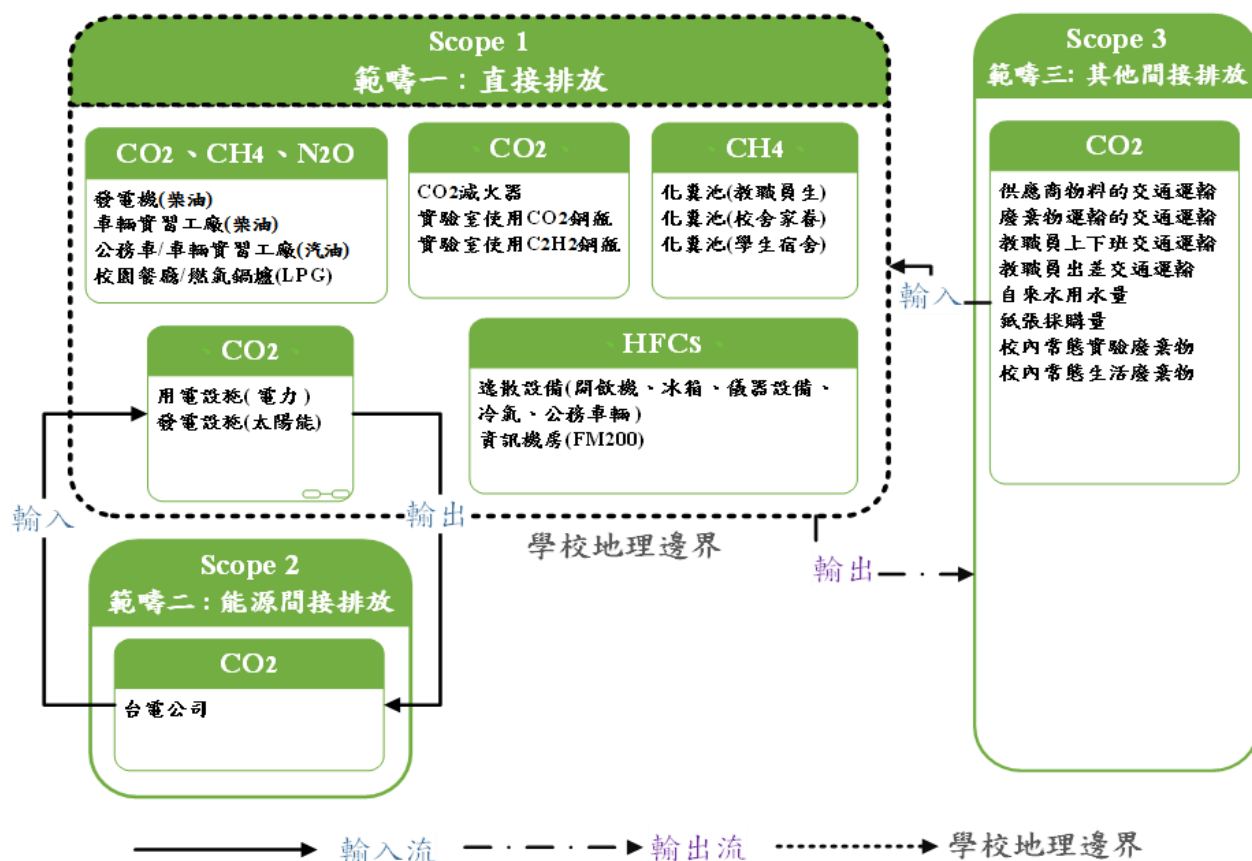 Scope 1
範疇一：直接排放
CO2、CH4、N2O
發電機(柴油)
車輛實習工廠(柴油)
公務車/車輛實習工廠(汽油)
校園餐廳/燃氣鍋爐(LPG)
CO2
CO2滅火器
實驗室使用CO2鋼瓶
實驗室使用C2H2鋼瓶
CH4
化糞池(教職員生)
化糞池(校舍家眷)
化糞池(學生宿舍)
CO2
用電設施(電力)
發電設施(太陽能)
HFCs
逸散設備(開飲機、冰箱、儀器設備、
冷氣、公務車輛)
資訊機房(FM200)
輸入
輸出
學校地理邊界
Scope 2
範疇二：能源間接排放
CO2
台電公司
Scope 3
範疇三: 其他間接排放
CO2
供應商物料的交通運輸
廢棄物運輸的交通運輸
教職員上下班交通運輸
教職員出差交通運輸
自來水用水量
紙張採購量
校內常態實驗廢棄物
校內常態生活廢棄物
輸入
輸出
輸入流
輸出流
學校地理邊界